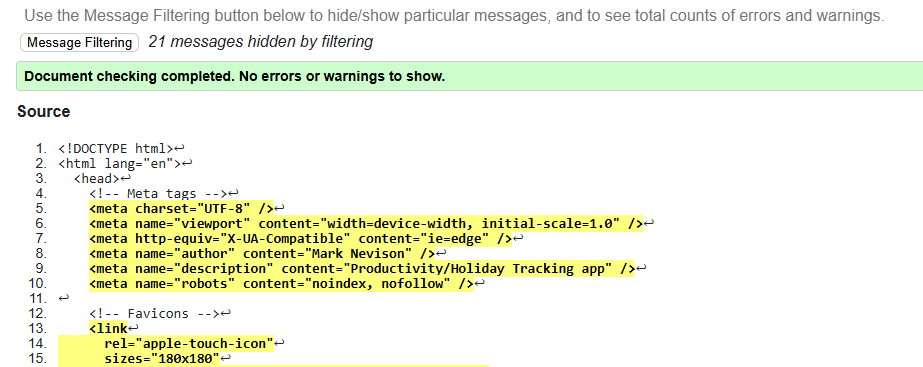 Use the Message Filtering button below to hide/show particular messages, and to see total counts of errors and warnings.
Message Filtering 21 messages hidden by filtering
Document checking completed. No errors or warnings to show.
Source
1. <!DOCTYPE html>↩
2. <html lang="en">↩
3. <head>↩
4. <!-- Meta tags -->↩
5. <meta charset="UTF-8" />↩
6. <meta name="viewport" content="width=device-width, initial-scale=1.0" />↩
7. <meta http-equiv="X-UA-Compatible" content="ie=edge" />↩
8. <meta name="author" content="Mark Nevison" />↩
9. <meta name="description" content="Productivity/Holiday Tracking app" />↩
10. <meta name="robots" content="noindex, nofollow" />↩
11. ↩
12. <!-- Favicons -->↩
13. <link↩
14. rel="apple-touch-icon"↩
15. sizes="180x180"↩